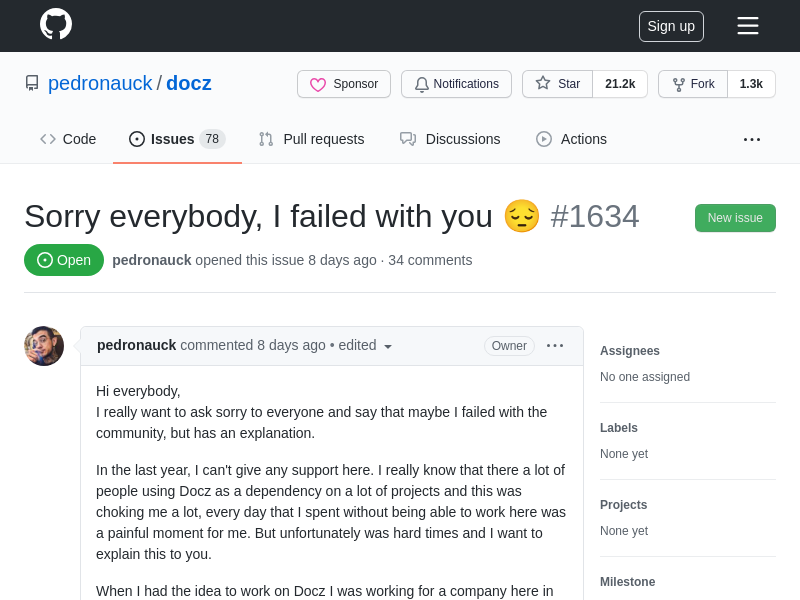 Sign up
pedronauck / docz
Sponsor
Notifications
Star 21.2k
Fork 1.3k
Code
Issues 78
Pull requests
Discussions
Actions
Sorry everybody, I failed with you 😔 #1634
New issue
Open
pedronauck opened this issue 8 days ago · 34 comments
pedronauck commented 8 days ago • edited
Owner
Hi everybody,
I really want to ask sorry to everyone and say that maybe I failed with the
community, but has an explanation.
In the last year, I can't give any support here. I really know that there a lot of
people using Docz as a dependency on a lot of projects and this was
choking me a lot, every day that I spent without being able to work here was
a painful moment for me. But unfortunately was hard times and I want to
explain this to you.
When I had the idea to work on Docz I was working for a company here in
Assignees
No one assigned
Labels
None yet
Projects
None yet
Milestone